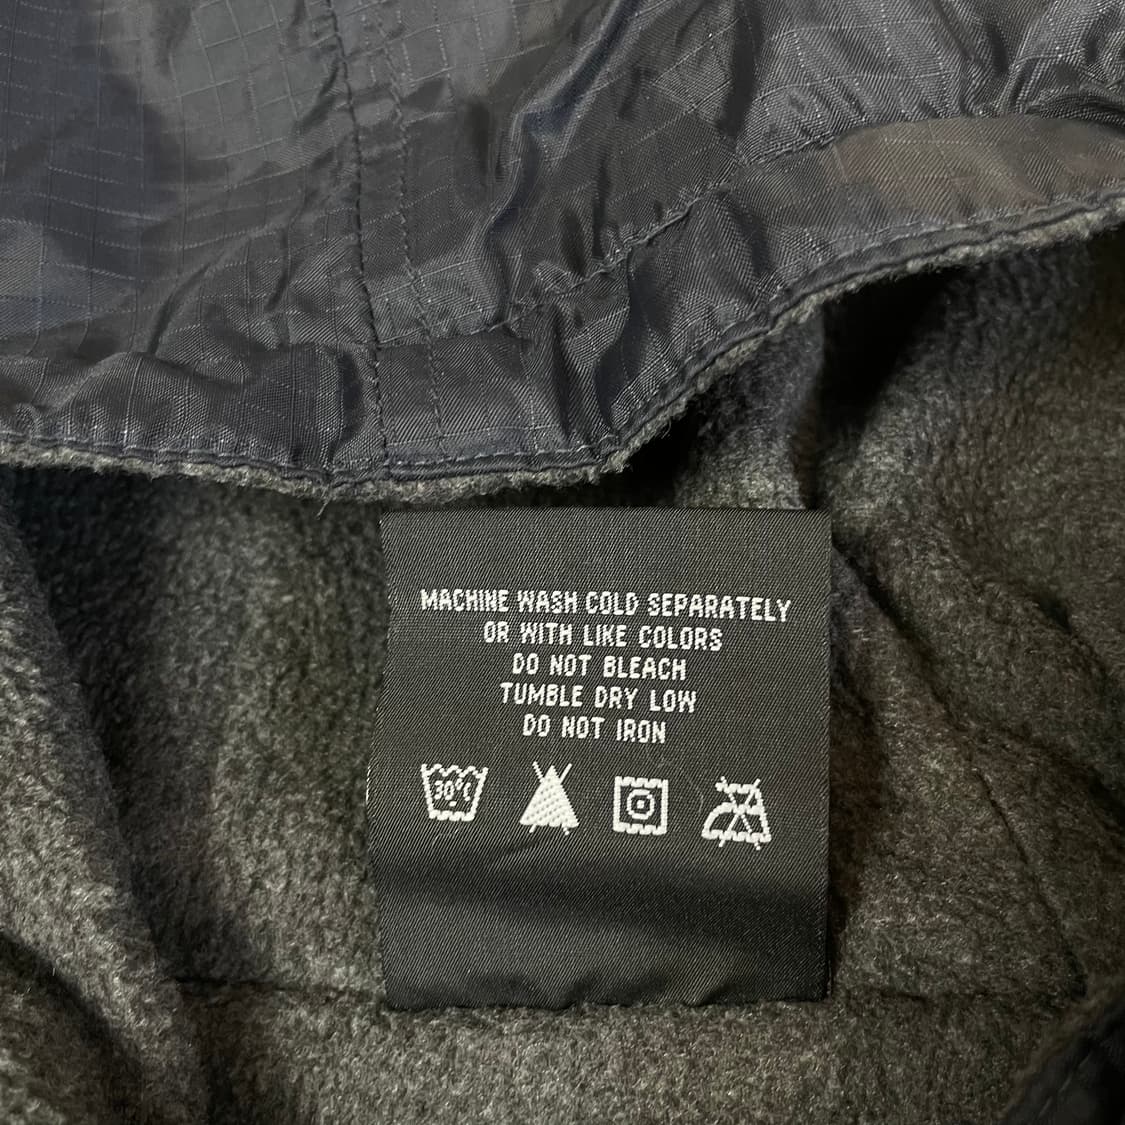 MACHINE WASH COLD SEPARATELY
OR WITH LIKE COLORS
DO NOT BLEACH
TUMBLE DRY LOW
DO NOT IRON
30°C